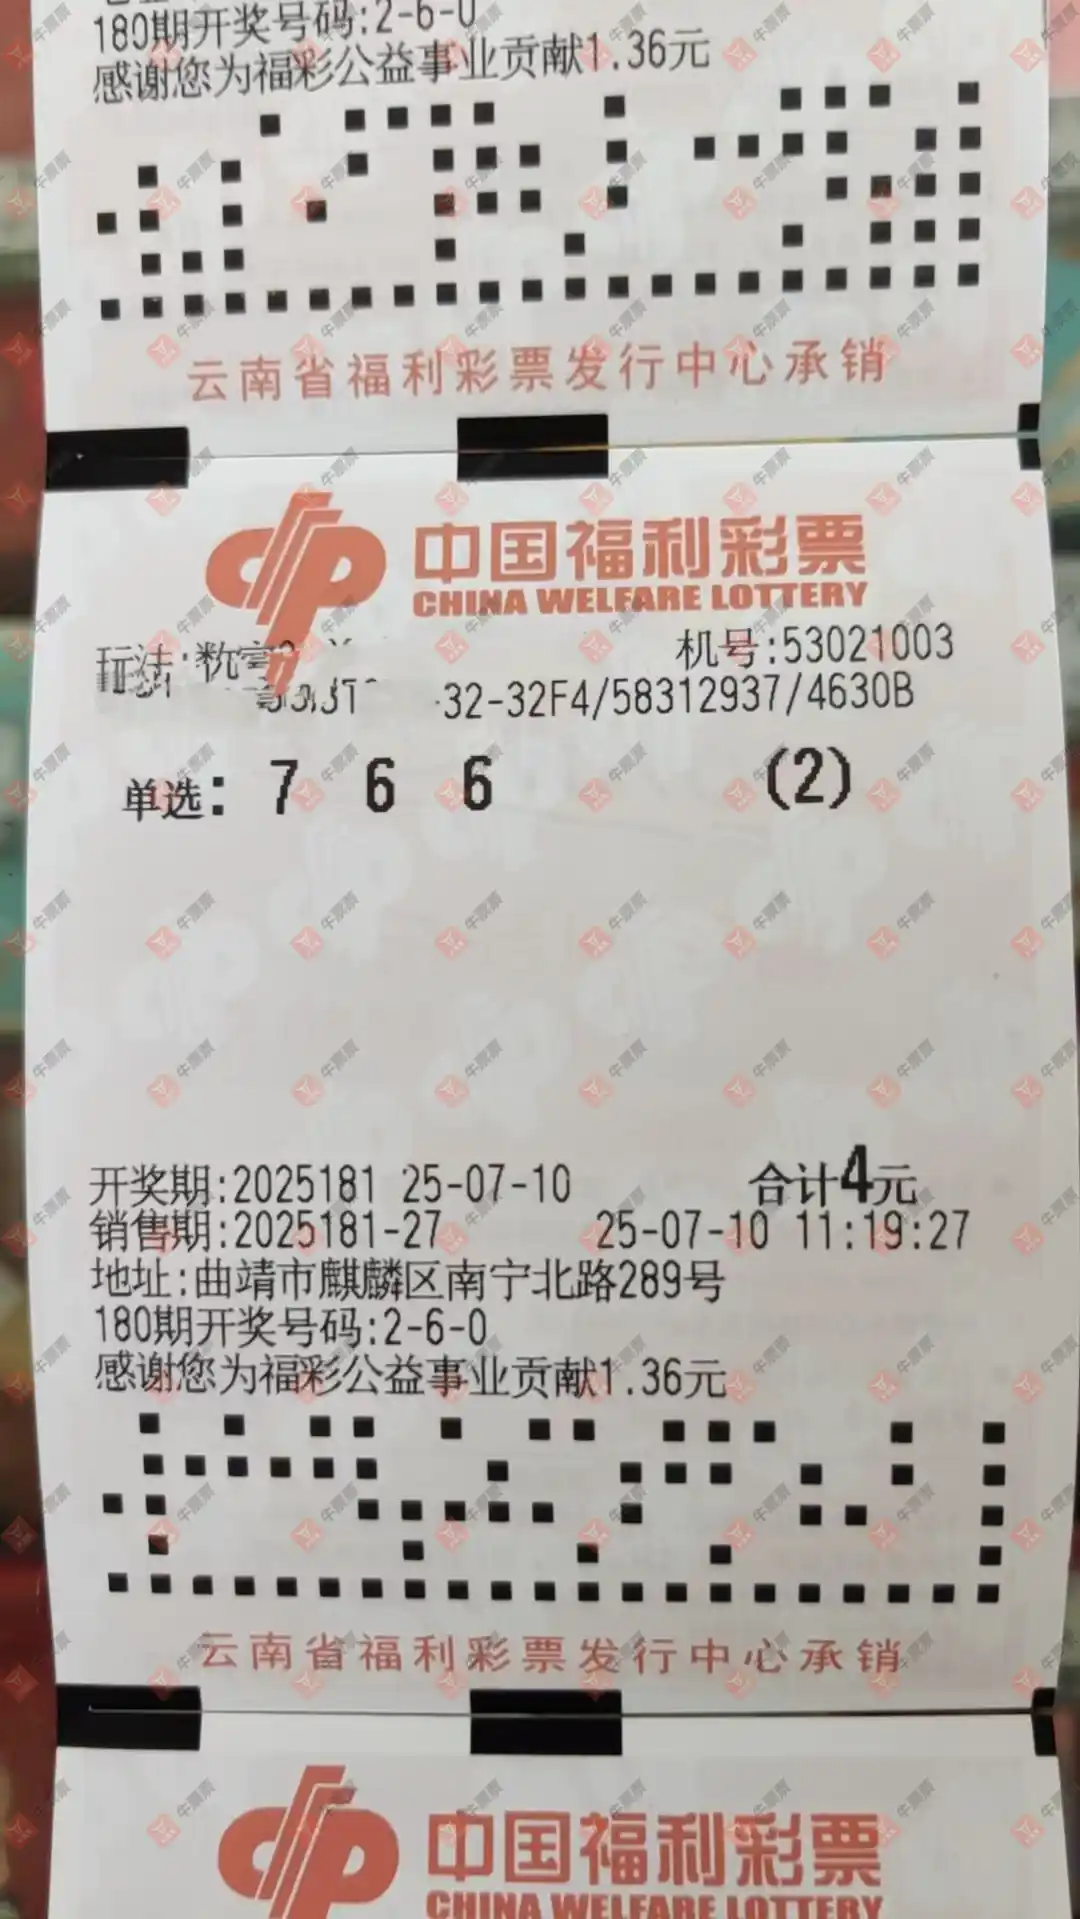 180期开奖号码:2-6-0
感谢您为福彩公益事业贡献1.36元
云南省福利彩票发行中心承销
中国福利彩票
CHINA WELFARE LOTTERY
玩法: 机号:53021003
32-32F4/58312937/4630B
单选: 7 6 6 (2)
开奖期:2025181 25-07-10 合计4元
销售期:2025181-27 25-07-10 11:19:27
地址:曲靖市麒麟区南宁北路289号
180期开奖号码:2-6-0
感谢您为福彩公益事业贡献1.36元
云南省福利彩票发行中心承销
中国福利彩票
CHINA WELFARE LOTTERY
牛票票